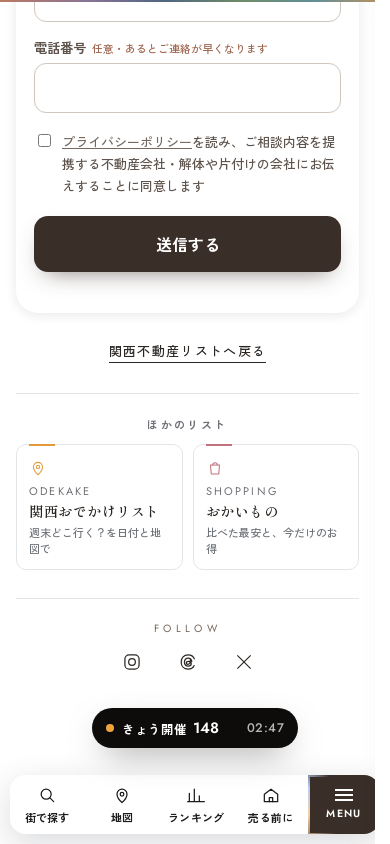 電話番号 任意・あるとご連絡が早くなります
プライバシーポリシーを読み、ご相談内容を提
携する不動産会社・解体や片付けの会社にお伝
えすることに同意します
送信する
関西不動産リストへ戻る
ほかのリスト
ODEKAKE
関西おでかけリスト
週末どこ行く？を日付と地
図で
SHOPPING
おかいもの
比べた最安と、今だけのお
得
FOLLOW
きょう開催 148 02:47
街で探す
地図
ランキング
売る前に
MENU